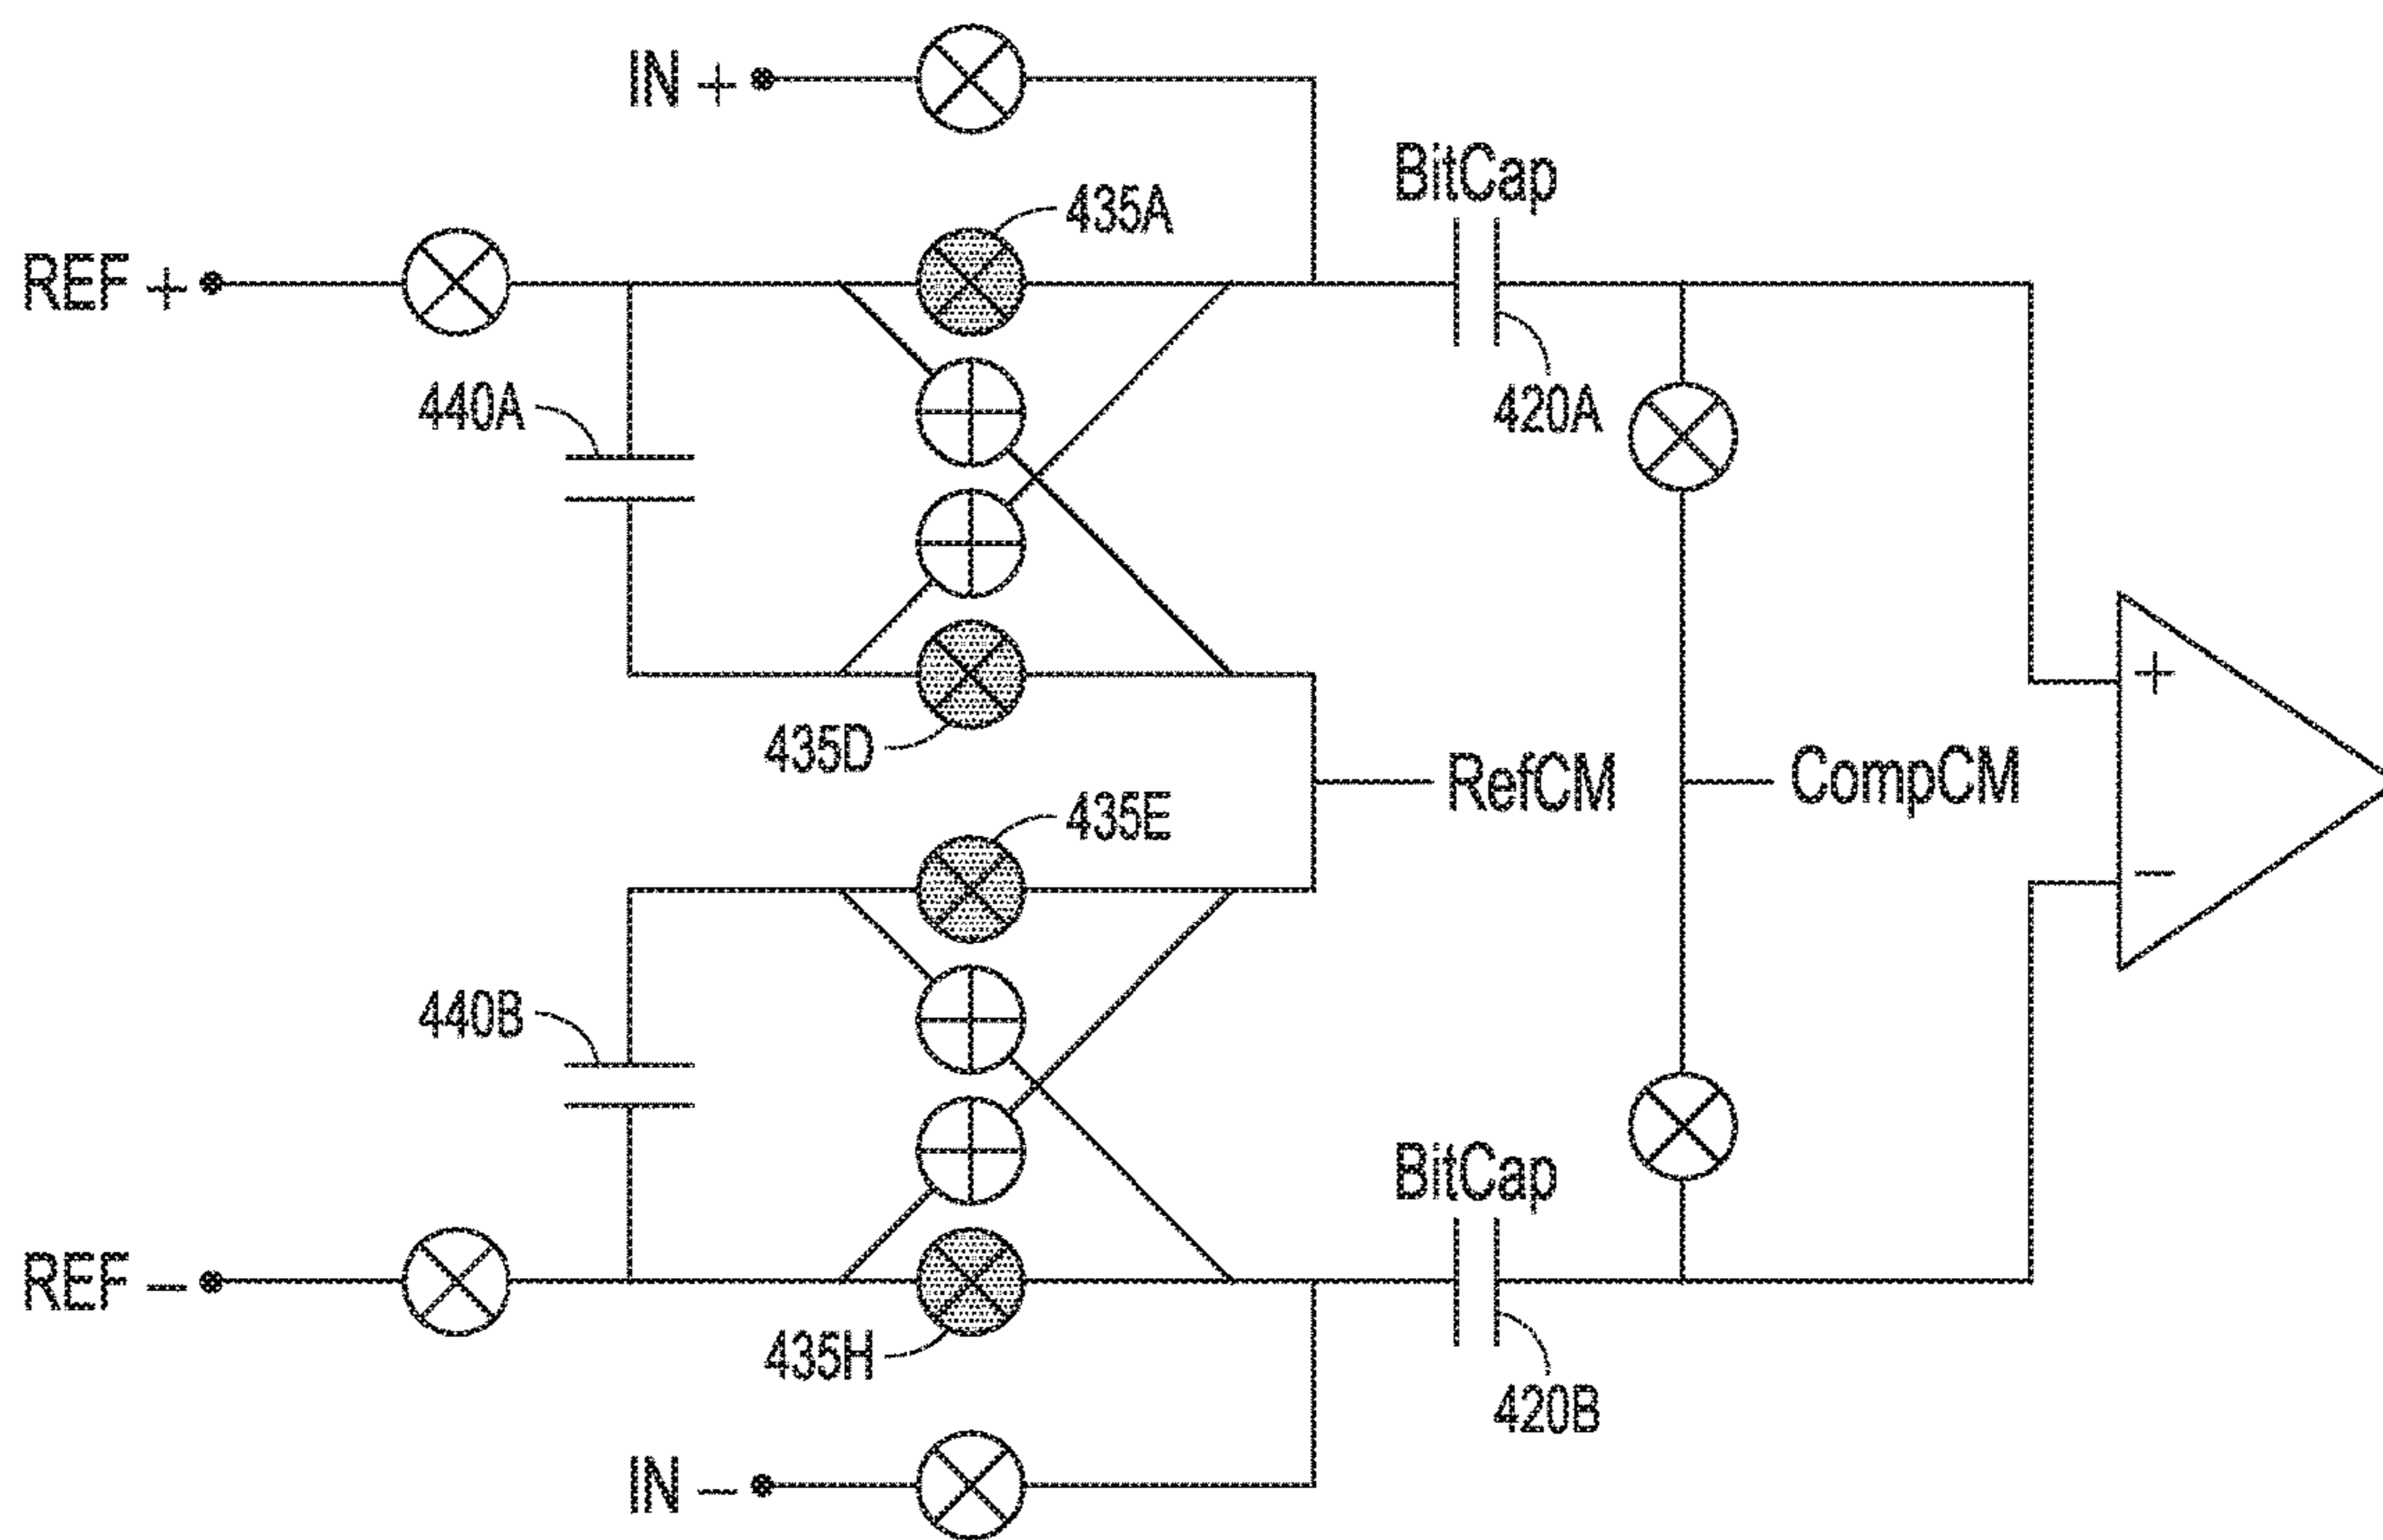 IN +
BitCap
435A
REF +
440A
420A
435D
RefCM
CompCM
+
435E
−
440B
BitCap
REF −
435H
420B
IN −